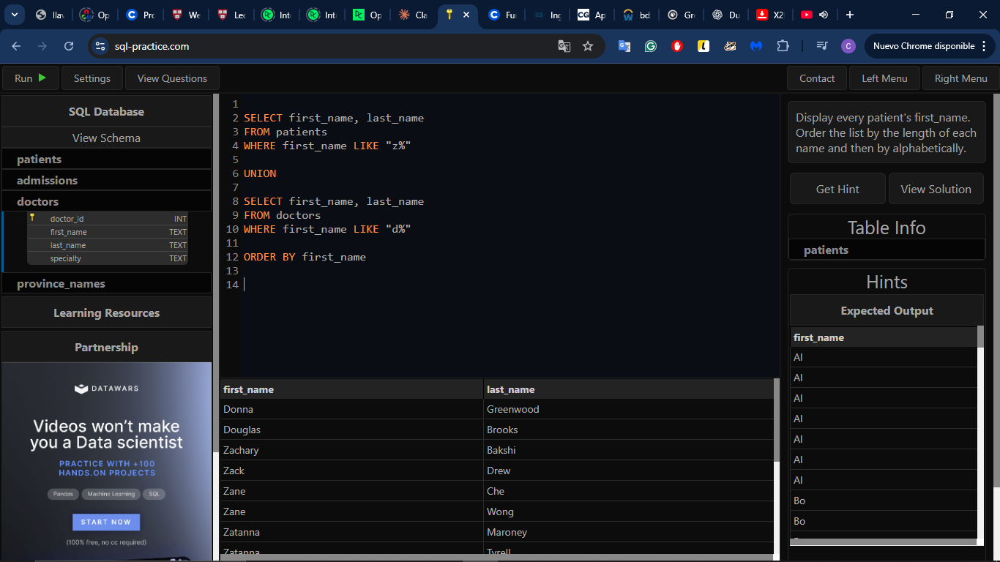 llav
Op
Pro
We
Lec
Int
Int
Op
Cla
Fur
Ing
CG Ap
bd
Gro
Du
X2
sql-practice.com
C
Nuevo Chrome disponible
Run
Settings
View Questions
Contact
Left Menu
Right Menu
SQL Database
View Schema
patients
admissions
doctors
doctor_id INT
first_name TEXT
last_name TEXT
specialty TEXT
province_names
Learning Resources
Partnership
DATAWARS
Videos won't make
you a Data scientist
PRACTICE WITH +100
HANDS.ON PROJECTS
Pandas
Machine Learning
SQL
START NOW
(100% free, no cc required)
1
2 SELECT first_name, last_name
3 FROM patients
4 WHERE first_name LIKE "z%"
5
6 UNION
7
8 SELECT first_name, last_name
9 FROM doctors
10 WHERE first_name LIKE "d%"
11
12 ORDER BY first_name
13
14
first_name last_name
Donna Greenwood
Douglas Brooks
Zachary Bakshi
Zack Drew
Zane Che
Zane Wong
Zatanna Maroney
Zatanna Tyrell
Display every patient's first_name.
Order the list by the length of each
name and then by alphabetically.
Get Hint
View Solution
Table Info
patients
Hints
Expected Output
first_name
Al
Al
Al
Al
Al
Al
Al
Bo
Bo